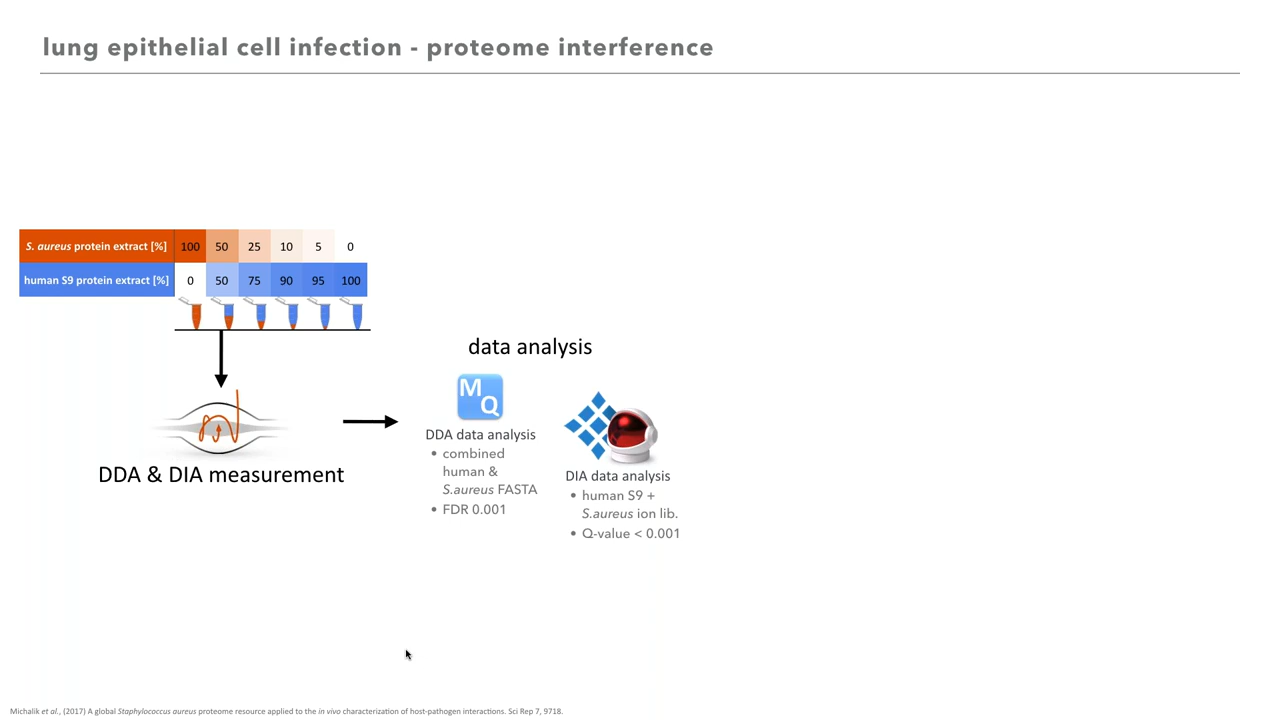 lung epithelial cell infection - proteome interference
S. aureus protein extract [%] 100 50 25 10 5 0
human S9 protein extract [%] 0 50 75 90 95 100
data analysis
MQ
DDA data analysis
• combined
human &
S.aureus FASTA
• FDR 0.001
DIA data analysis
• human S9 +
S.aureus ion lib.
• Q-value < 0.001
DDA & DIA measurement
Michalik et al., (2017) A global Staphylococcus aureus proteome resource applied to the in vivo characterization of host-pathogen interactions. Sci Rep 7, 9718.